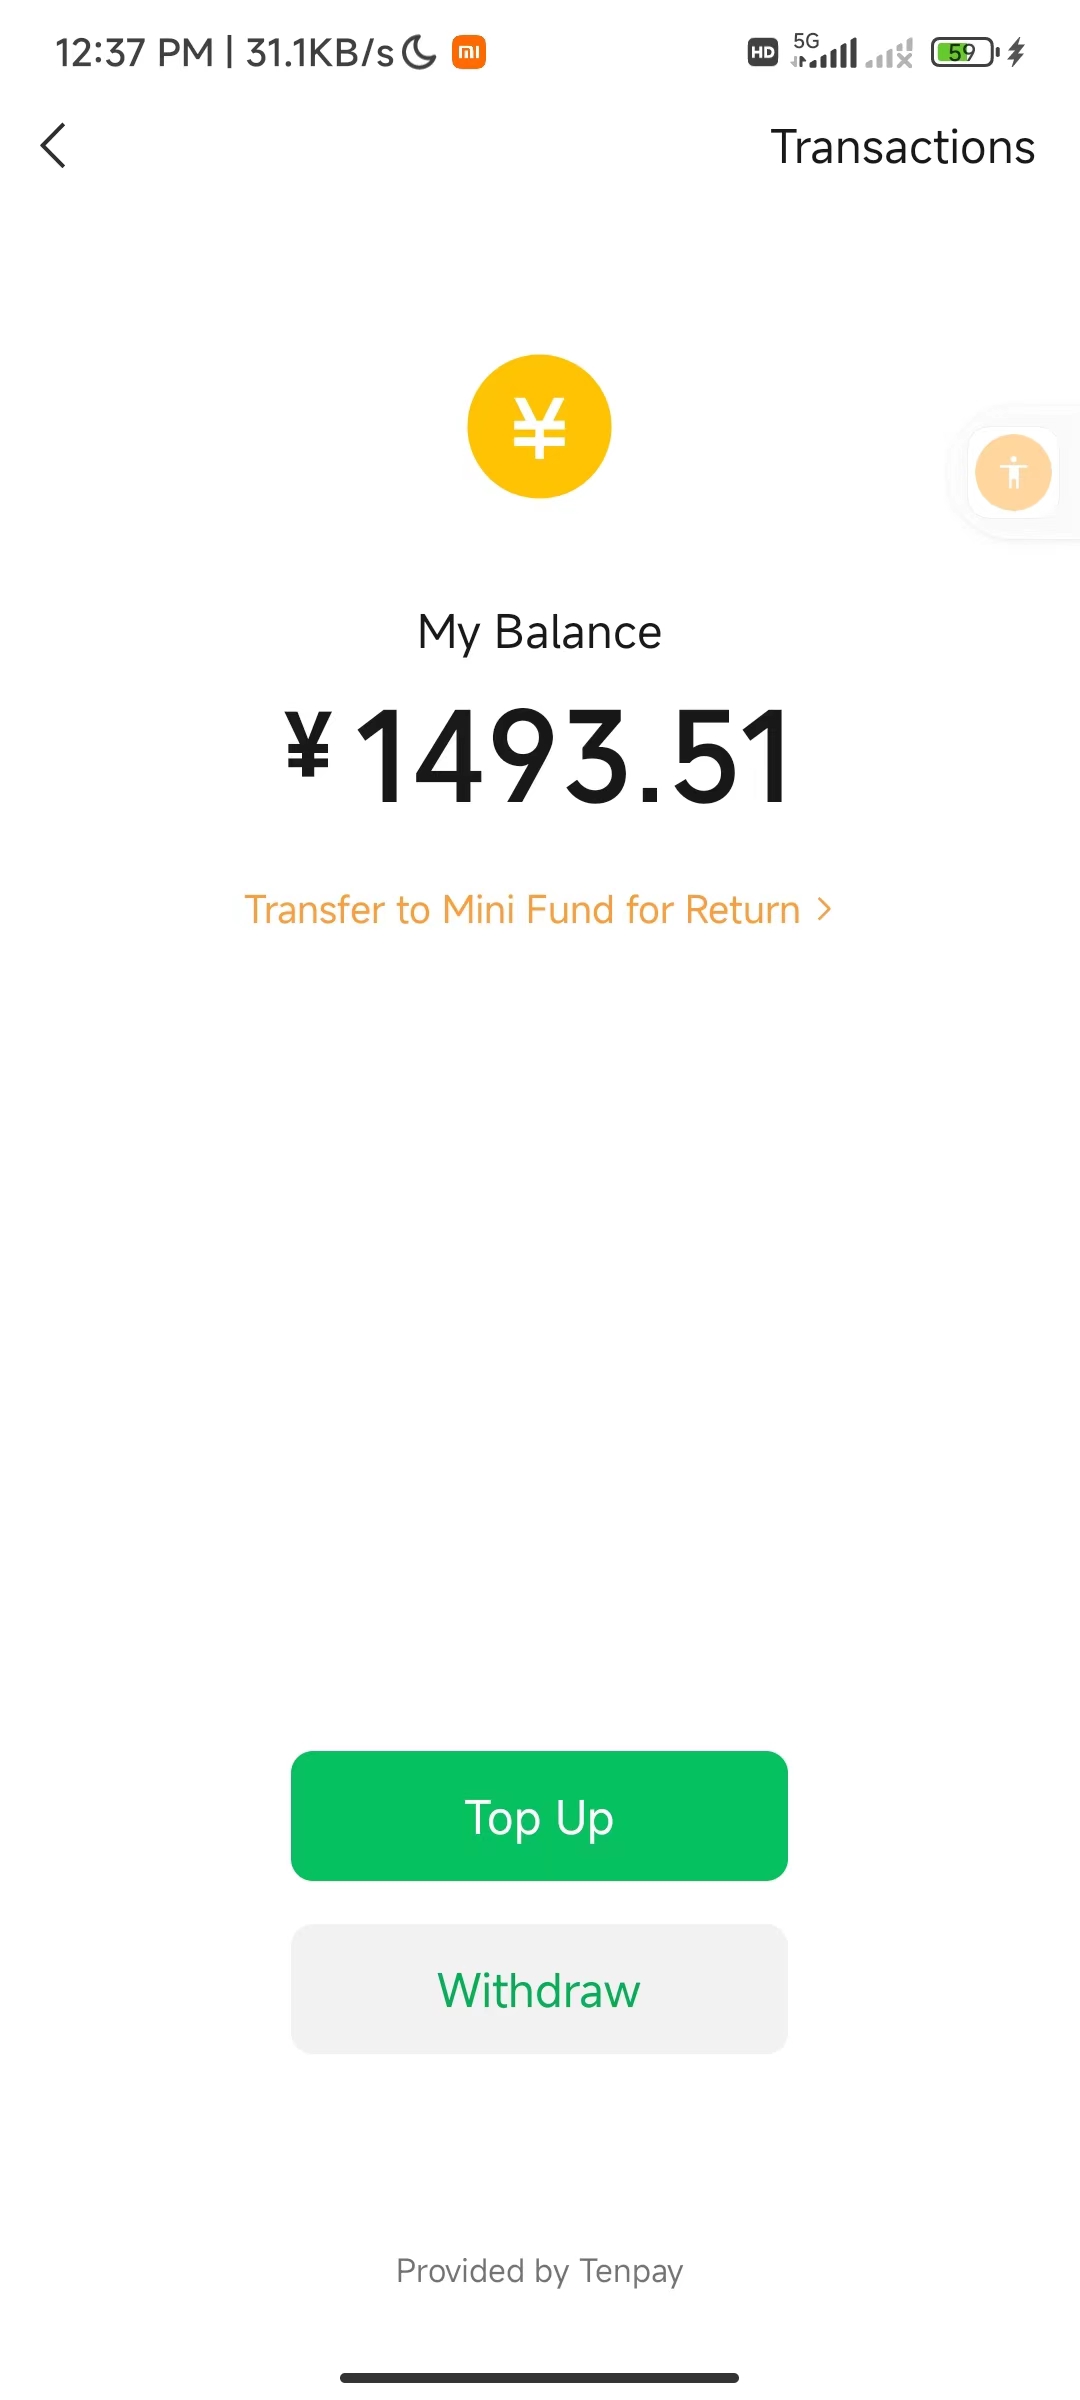 12:37 PM | 31.1KB/s
HD 5G 59
Transactions
¥
My Balance
¥1493.51
Transfer to Mini Fund for Return >
Top Up
Withdraw
Provided by Tenpay